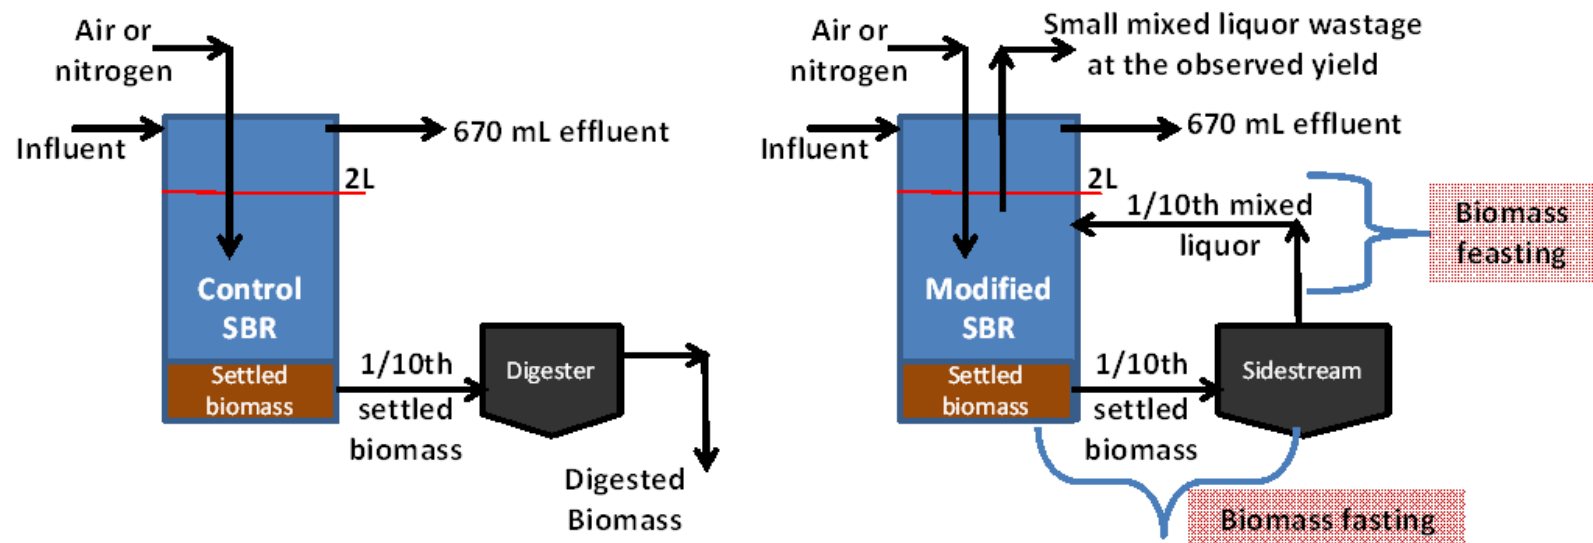 Air or
nitrogen
Influent
670 mL effluent
2L
Control
SBR
Settled
biomass
1/10th
settled
biomass
Digester
Digested
Biomass
Air or
nitrogen
Small mixed liquor wastage
at the observed yield
Influent
670 mL effluent
2L
1/10th mixed
liquor
Biomass
feasting
Modified
SBR
Settled
biomass
1/10th
settled
biomass
Sidestream
Biomass fasting